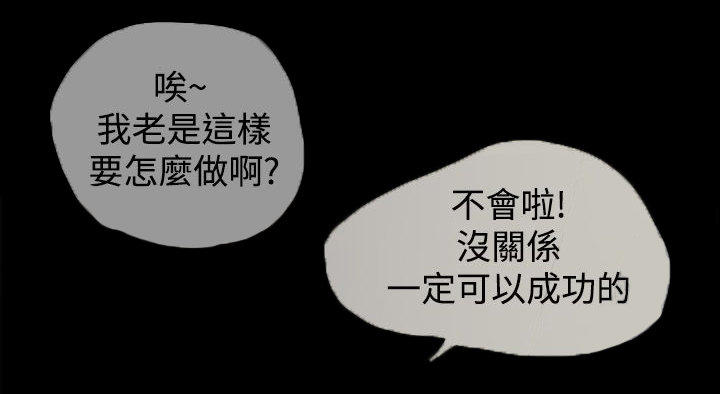 唉~
我老是這樣
要怎麼做啊?
不會啦!
沒關係
一定可以成功的